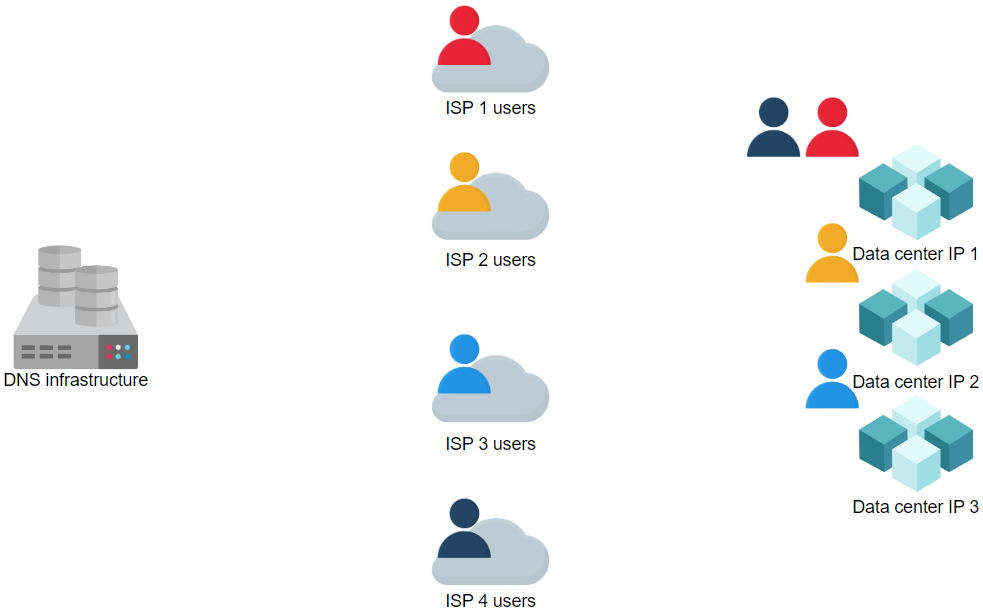 ISP 1 users
ISP 2 users
Data center IP 1
DNS infrastructure
Data center IP 2
ISP 3 users
Data center IP 3
ISP 4 users